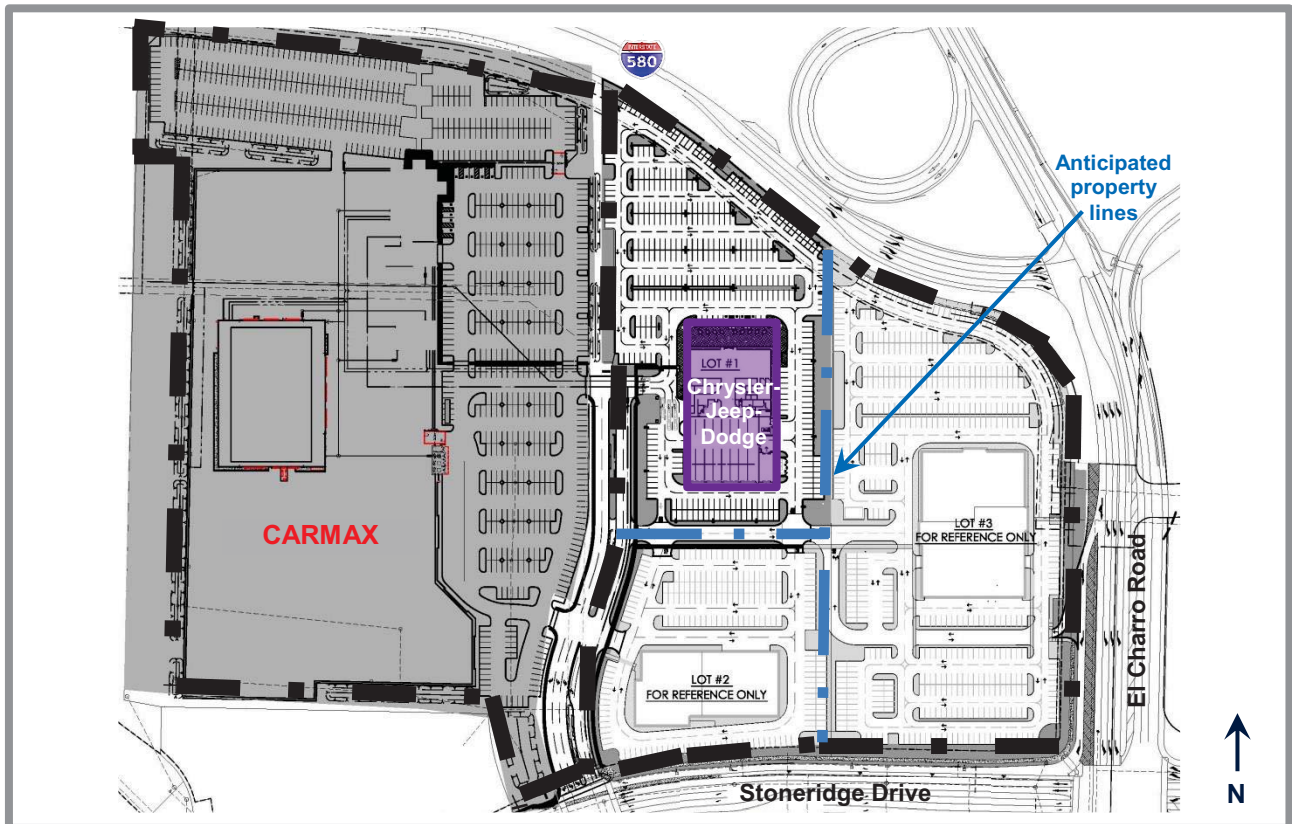 INTERSTATE
580
Anticipated
property
lines
LOT #1
Chrysler-
Jeep-
Dodge
CARMAX
LOT #3
FOR REFERENCE ONLY
El Charro Road
LOT #2
FOR REFERENCE ONLY
Stoneridge Drive
N